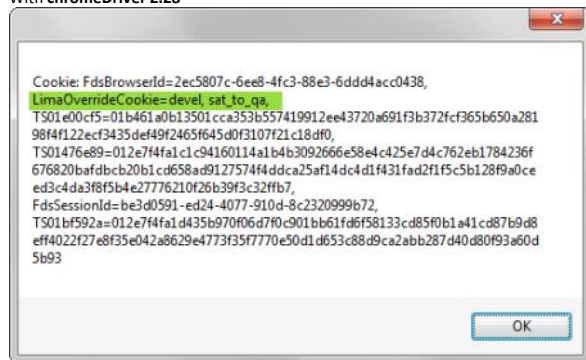 With chromeDriver 2.28
Cookie: FdsBrowserId=2ec5807c-6ee8-4fc3-88e3-6ddd4acc0438,
LimaOverrideCookie=devel, sat_to_qa,
TS01e00cf5=01b461a0b13501cca353b557419912ee43720a691f3b372fcf365b650a281
98f4f122ecf3435def49f2465f645d0f3107f21c18df0,
TS01476e89=012e7f4fa1c1c94160114a1b4b3092666e58e4c425e7d4c762eb1784236f
676820bafdbcb20b1cd658ad9127574f4ddca25af14dc4d1f431fad2f1f5c5b128f9a0ce
ed3c4da3f8f5b4e27776210f26b39f3c32ffb7,
FdsSessionId=be3d0591-ed24-4077-910d-8c2320999b72,
TS01bf592a=012e7f4fa1d435b970f06d7f0c901bb61fd6f58133cd85f0b1a41cd87b9d8
eff4022f27e8f35e042a8629e4773f35f7770e50d1d653c88d9ca2abb287d40d80f93a60d
5b93
OK